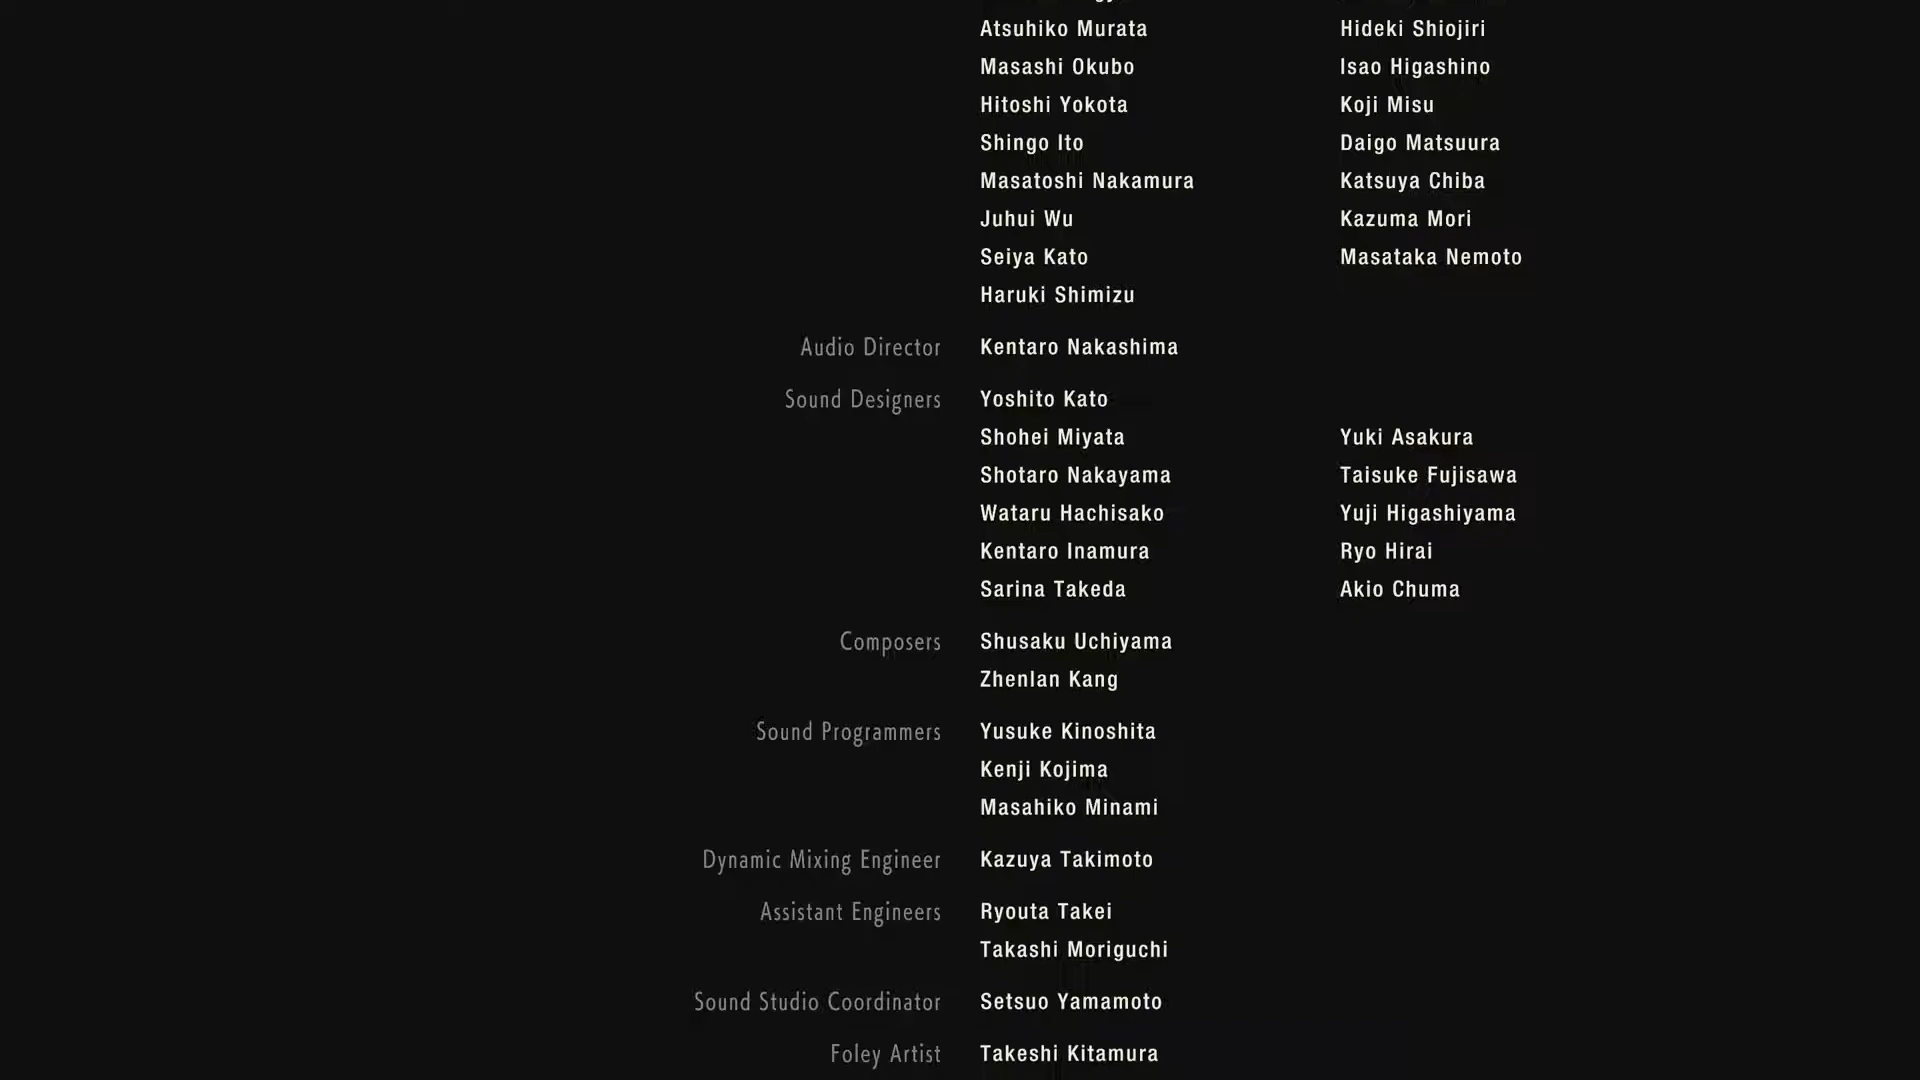 Atsuhiko Murata Hideki Shiojiri
Masashi Okubo Isao Higashino
Hitoshi Yokota Koji Misu
Shingo Ito Daigo Matsuura
Masatoshi Nakamura Katsuya Chiba
Juhui Wu Kazuma Mori
Seiya Kato Masataka Nemoto
Haruki Shimizu
Audio Director Kentaro Nakashima
Sound Designers Yoshito Kato
Shohei Miyata Yuki Asakura
Shotaro Nakayama Taisuke Fujisawa
Wataru Hachisako Yuji Higashiyama
Kentaro Inamura Ryo Hirai
Sarina Takeda Akio Chuma
Composers Shusaku Uchiyama
Zhenlan Kang
Sound Programmers Yusuke Kinoshita
Kenji Kojima
Masahiko Minami
Dynamic Mixing Engineer Kazuya Takimoto
Assistant Engineers Ryouta Takei
Takashi Moriguchi
Sound Studio Coordinator Setsuo Yamamoto
Foley Artist Takeshi Kitamura